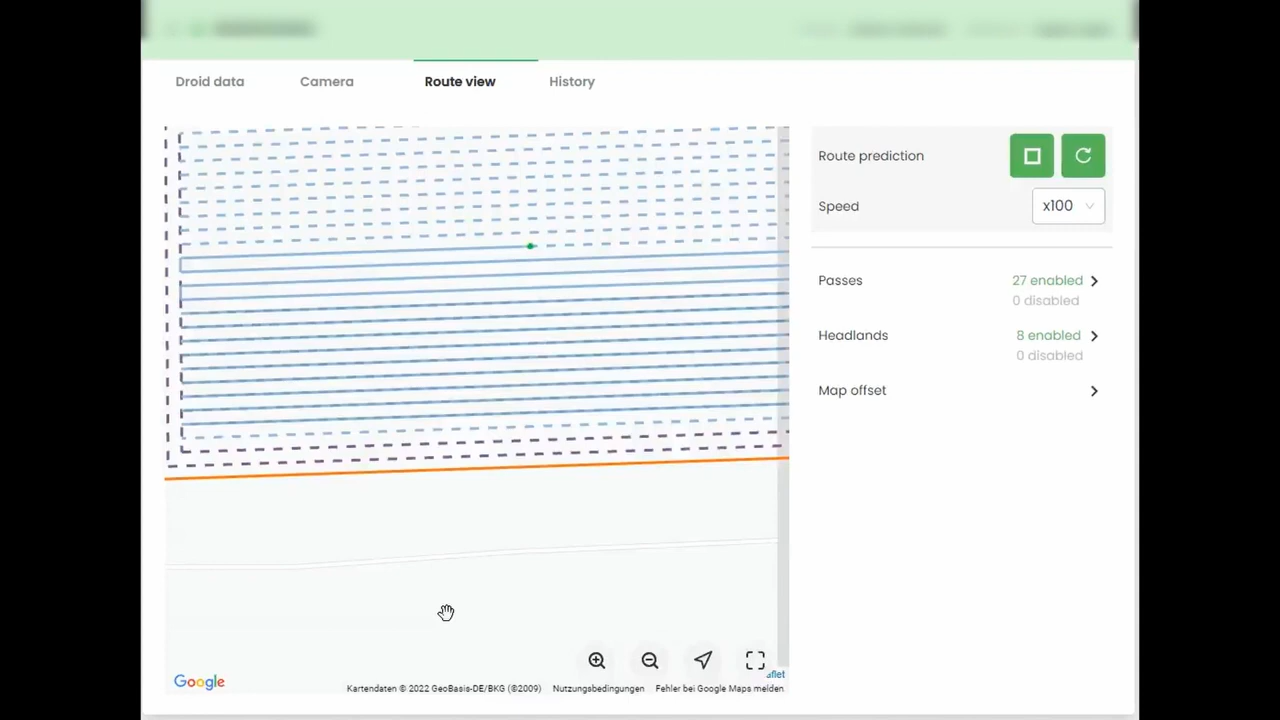 Droid data Camera Route view History
Route prediction
Speed x100
Passes 27 enabled
0 disabled
Headlands 8 enabled
0 disabled
Map offset
Google
aflet
Kartendaten © 2022 GeoBasis-DE/BKG (©2009) Nutzungsbedingungen Fehler bei Google Maps melden